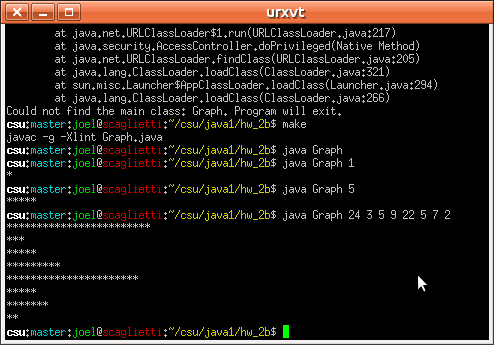 urxvt
at java.net.URLClassLoader$1.run(URLClassLoader.java:217)
at java.security.AccessController.doPrivileged(Native Method)
at java.net.URLClassLoader.findClass(URLClassLoader.java:205)
at java.lang.ClassLoader.loadClass(ClassLoader.java:321)
at sun.misc.Launcher$AppClassLoader.loadClass(Launcher.java:294)
at java.lang.ClassLoader.loadClass(ClassLoader.java:266)
Could not find the main class: Graph. Program will exit.
csu:master:joel@scaglietti:~/csu/java1/hw_2b$ make
javac -g -Xlint Graph.java
csu:master:joel@scaglietti:~/csu/java1/hw_2b$ java Graph
csu:master:joel@scaglietti:~/csu/java1/hw_2b$ java Graph 1
*
csu:master:joel@scaglietti:~/csu/java1/hw_2b$ java Graph 5
*****
csu:master:joel@scaglietti:~/csu/java1/hw_2b$ java Graph 24 3 5 9 22 5 7 2
************************
***
*****
*********
**********************
*****
*******
**
csu:master:joel@scaglietti:~/csu/java1/hw_2b$